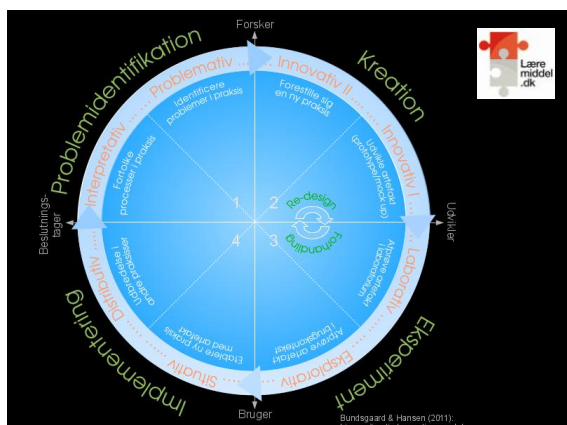 Forsker
Problemidentifikation
Kreation
Lære
middel
.dk
Problemativ
Innovativ II
Identificere
problemer i praksis
Forestille sig
en ny praksis
Interpretativ
Innovativ I
Fortolke
processer i praksis
Udvikle artefakt
(prototype/mock up)
1
2
Re-design
Beslutnings-
tager
Udvikler
4
3
Forhandling
Distributiv
Laborativ
Udbredelse i
andre praksisser
Afprøve artefakt
i laboratorium
Etablere ny praksis
med artefakt
Afprøve artefakt
i brugskontekst
Situativ
Eksplorativ
Implementering
Eksperiment
Bruger
Bundsgaard & Hansen (2011):